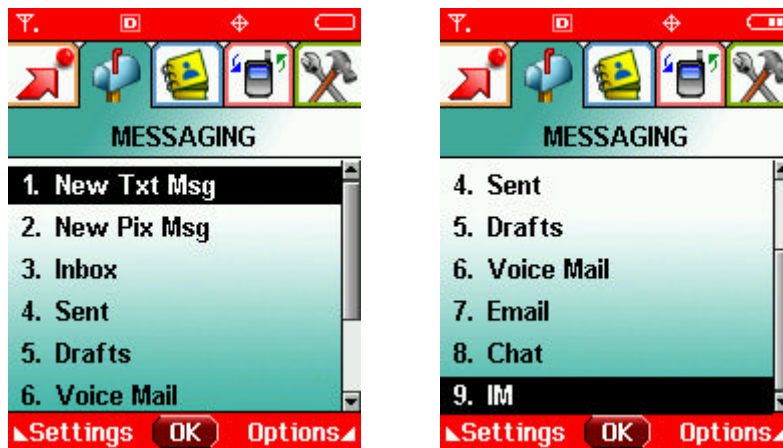 D
MESSAGING
1. New Txt Msg
2. New Pix Msg
3. Inbox
4. Sent
5. Drafts
6. Voice Mail
Settings OK Options
D
MESSAGING
4. Sent
5. Drafts
6. Voice Mail
7. Email
8. Chat
9. IM
Settings OK Options